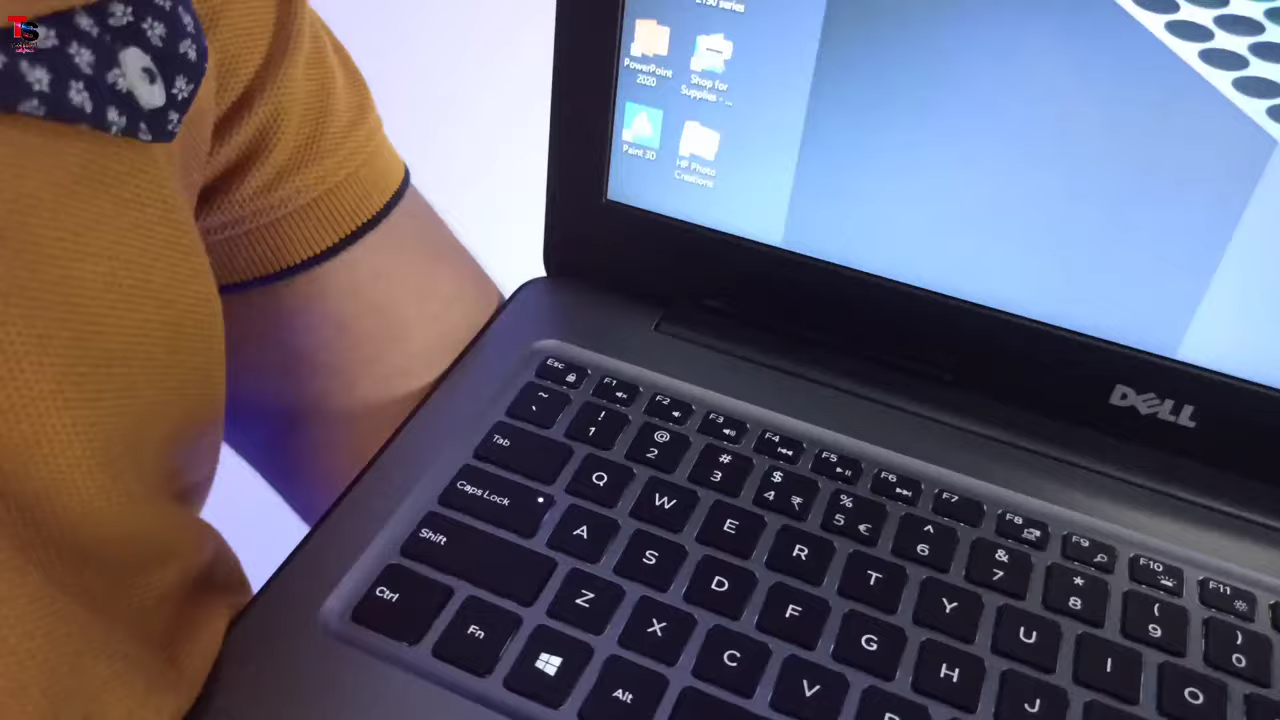 TS
series
PowerPoint
2020
Shop for
Supplies - ...
Paint 3D
HP Photo
Creations
DELL
Esc F1 F2 F3 F4 F5 F6 F7 F8 F9 F10 F11
~ ` ! 1 @ 2 # 3 $ 4 ₹ % 5 € ^ 6 & 7 * 8 ( 9 ) 0
Tab Q W E R T Y U I O
Caps Lock A S D F G H J
Shift Z X C V
Ctrl Fn Alt